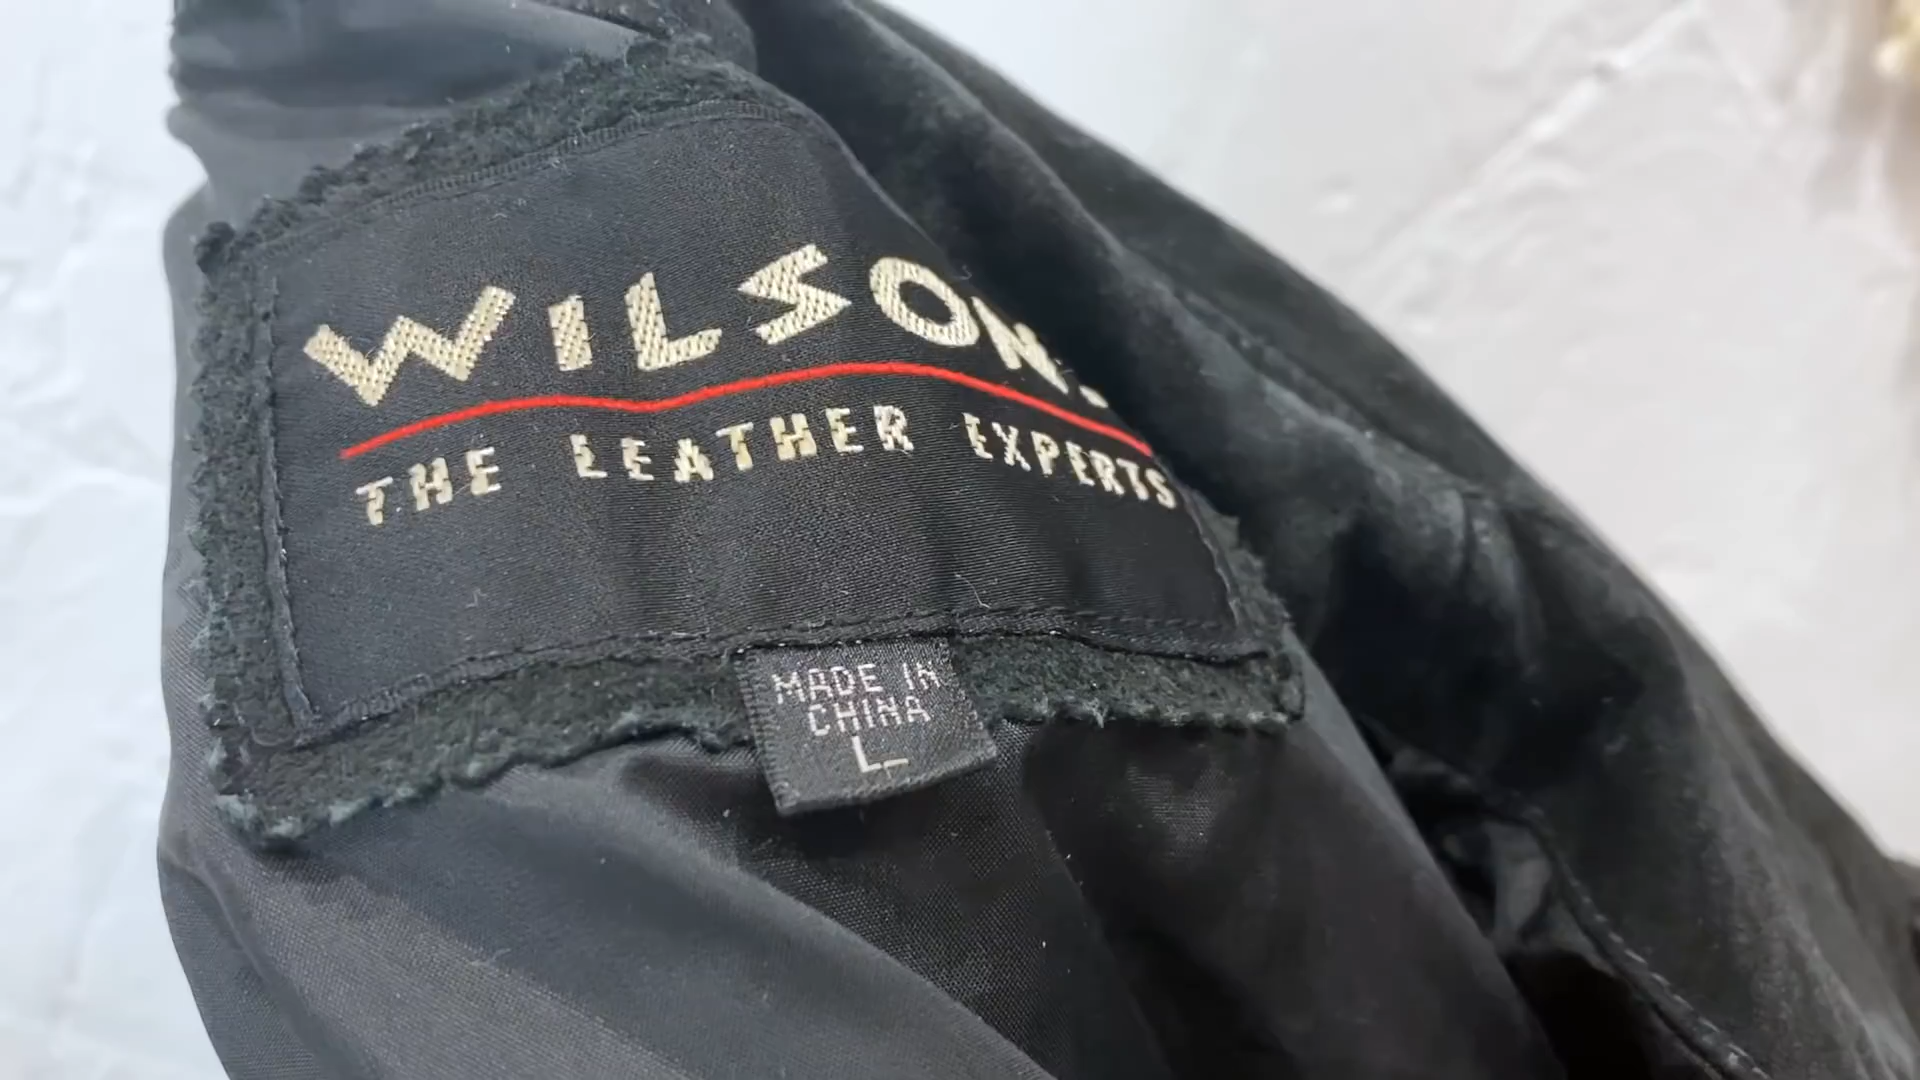 WILSONS
THE LEATHER EXPERTS
MADE IN
CHINA
L